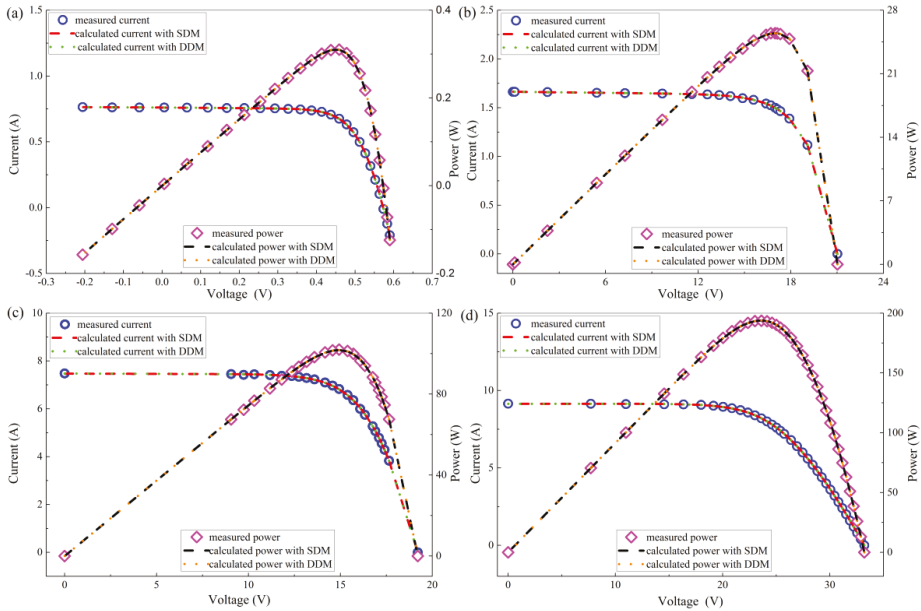 (a)
measured current
calculated current with SDM
calculated current with DDM
measured power
calculated power with SDM
calculated power with DDM
1.5
1.0
0.5
0.0
-0.5
0.4
0.2
0.0
-0.2
-0.3 -0.2 -0.1 0.0 0.1 0.2 0.3 0.4 0.5 0.6 0.7
Current (A)
Power (W)
Voltage (V)
(b)
measured current
calculated current with SDM
calculated current with DDM
measured power
calculated power with SDM
calculated power with DDM
2.5
2.0
1.5
1.0
0.5
0.0
28
21
14
7
0
0 6 12 18 24
Current (A)
Power (W)
Voltage (V)
(c)
measured current
calculated current with SDM
calculated current with DDM
measured power
calculated power with SDM
calculated power with DDM
10
8
6
4
2
0
120
90
60
30
0
0 5 10 15 20
Current (A)
Power (W)
Voltage (V)
(d)
measured current
calculated current with SDM
calculated current with DDM
measured power
calculated power with SDM
calculated power with DDM
15
10
5
0
200
150
100
50
0
0 10 20 30
Current (A)
Power (W)
Voltage (V)